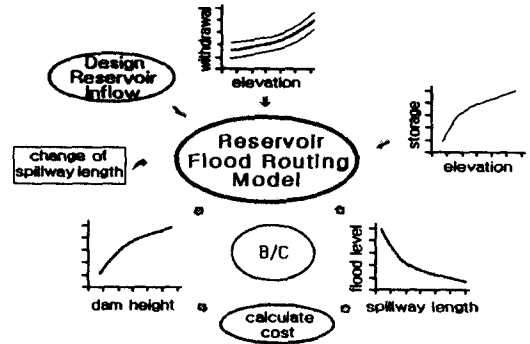 Design
Reservoir
Inflow
withdrawal
elevation
storage
elevation
change of
spillway length
Reservoir
Flood Routing
Model
B/C
dam height
flood level
spillway length
calculate
cost